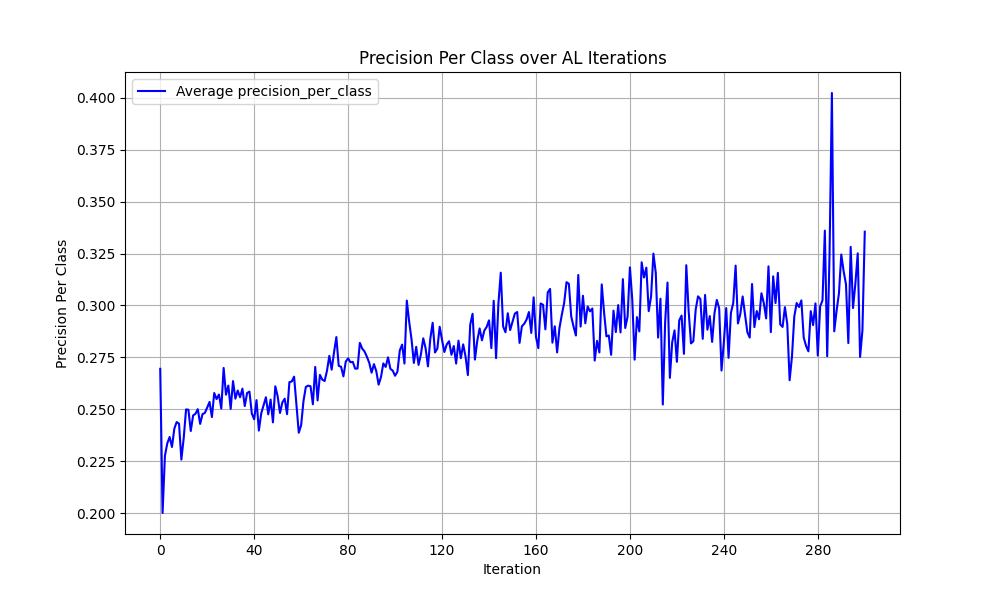 Precision Per Class over AL Iterations
Average precision_per_class
0.400
0.375
0.350
0.325
0.300
0.275
0.250
0.225
0.200
Precision Per Class
0 40 80 120 160 200 240 280
Iteration